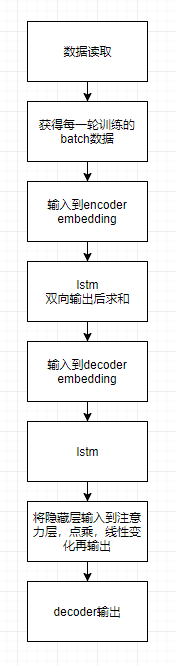 数据读取
获得每一轮训练的
batch数据
输入到encoder
embedding
lstm
双向输出后求和
输入到decoder
embedding
lstm
将隐藏层输入到注意
力层，点乘，线性变
化再输出
decoder输出